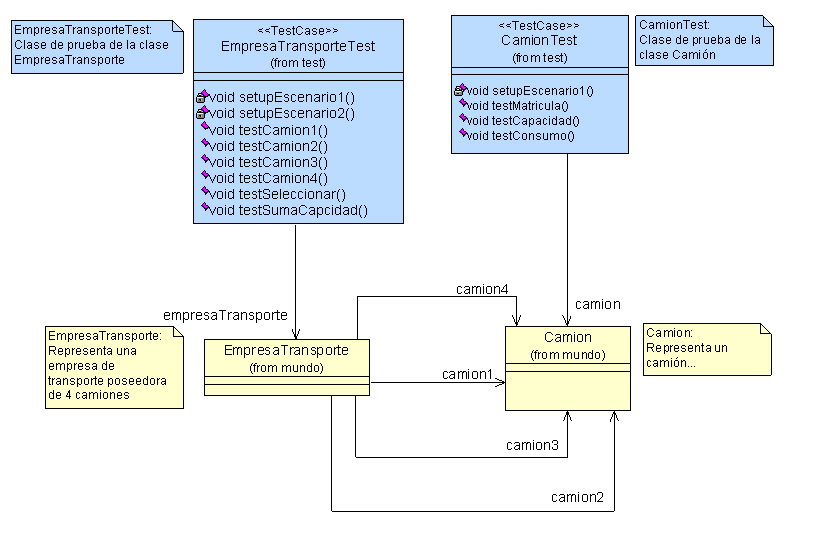 EmpresaTransporteTest:
Clase de prueba de la clase
EmpresaTransporte
<<TestCase>>
EmpresaTransporteTest
(from test)
void setupEscenario1()
void setupEscenario2()
void testCamion1()
void testCamion2()
void testCamion3()
void testCamion4()
void testSeleccionar()
void testSumaCapcidad()
<<TestCase>>
CamionTest
(from test)
void setupEscenario1()
void testMatricula()
void testCapacidad()
void testConsumo()
CamionTest:
Clase de prueba de la
clase Camión
empresaTransporte
camion4
camion
EmpresaTransporte:
Representa una
empresa de
transporte poseedora
de 4 camiones
EmpresaTransporte
(from mundo)
camion1
Camion
(from mundo)
Camion:
Representa un
camión...
camion3
camion2